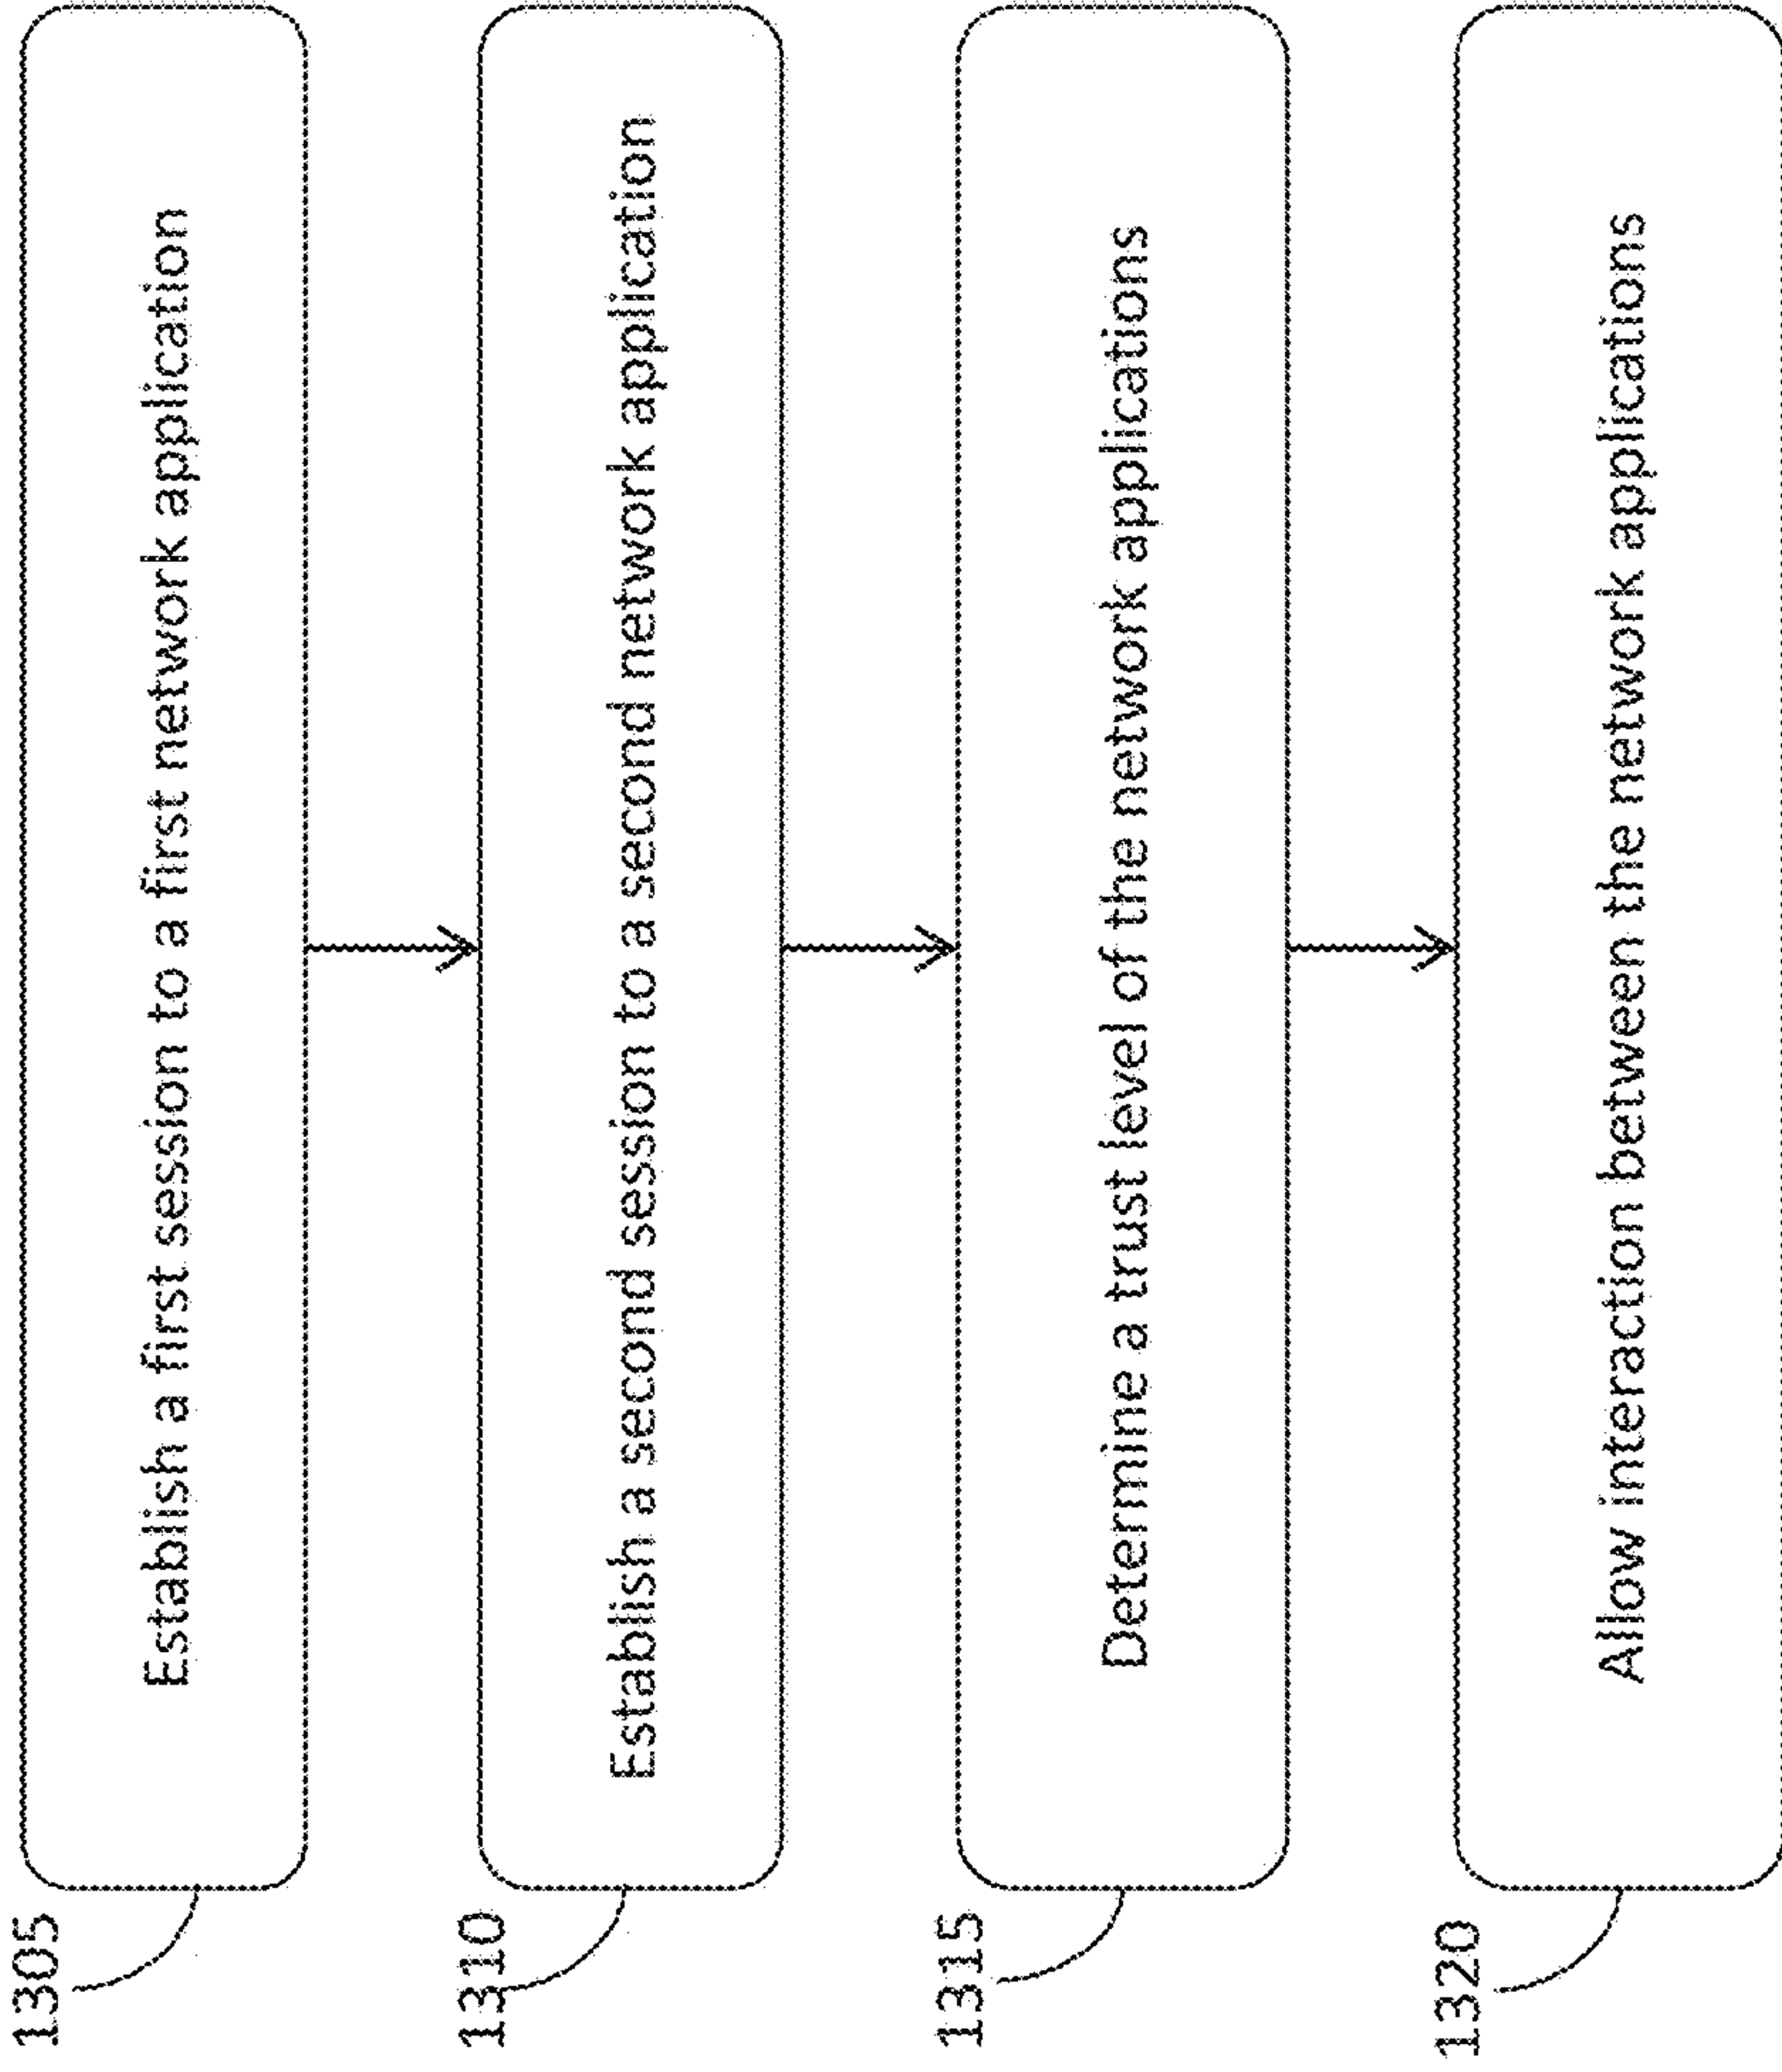 1305
Establish a first session to a first network application
1310
Establish a second session to a second network application
1315
Determine a trust level of the network applications
1320
Allow interaction between the network applications